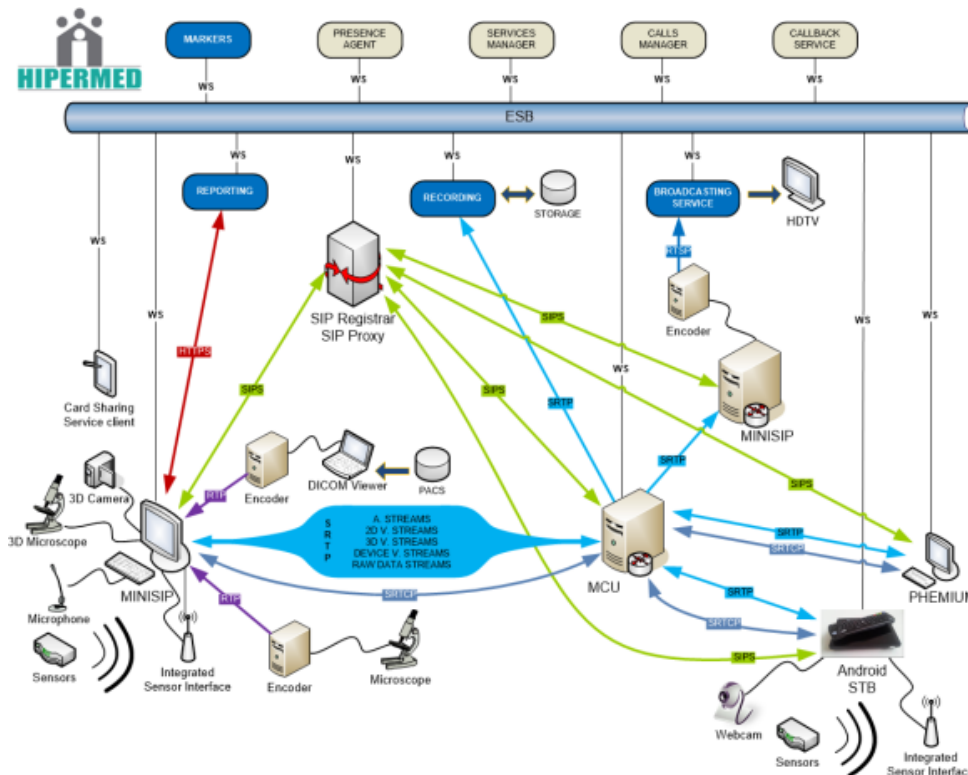 HIPERMED
MARKERS
PRESENCE
AGENT
SERVICES
MANAGER
CALLS
MANAGER
CALLBACK
SERVICE
WS
WS
WS
WS
WS
ESB
WS
WS
WS
WS
REPORTING
RECORDING
STORAGE
BROADCASTING
SERVICE
HDTV
WS
RTSP
SIP Registrar
SIP Proxy
Encoder
WS
SIPS
WS
HTTPS
WS
SIPS
SIPS
SRTP
Card Sharing
Service client
MINISIP
SRTP
3D Camera
Encoder
DICOM Viewer
PACS
RTP
SIPS
3D Microscope
S
R
T
P
A. STREAMS
2D V. STREAMS
3D V. STREAMS
DEVICE V. STREAMS
RAW DATA STREAMS
SRTP
SRTCP
MINISIP
MCU
PHEMIUM
SRTCP
SRTP
RTP
Microphone
SRTCP
Sensors
Integrated
Sensor Interface
Encoder
Microscope
SIPS
Android
STB
Webcam
Sensors
Integrated
Sensor Interface